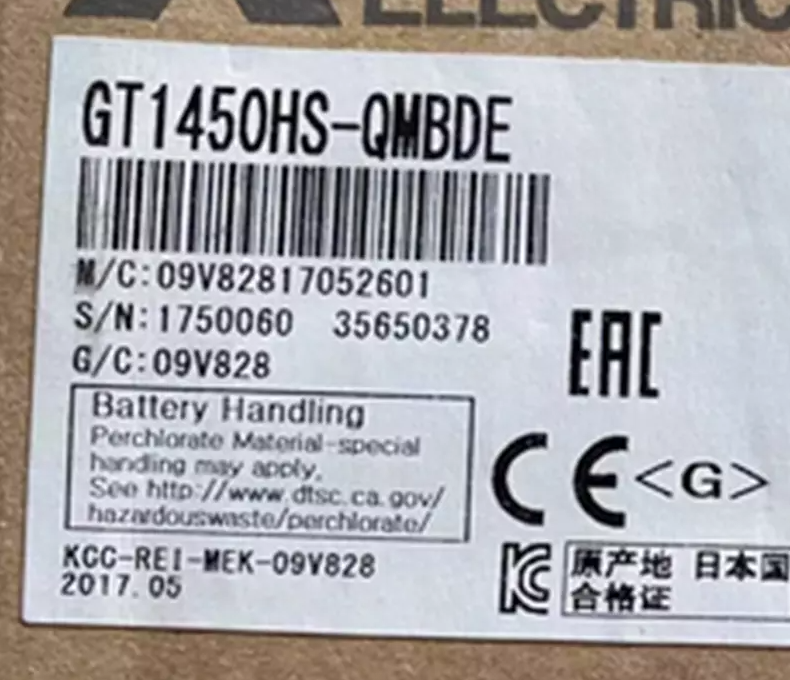 ELECTRIC
GT1450HS-QMBDE
M/C:09V82817052601
S/N:1750060 35650378
G/C:09V828
EAC
Battery Handling
Perchlorate Material-special
handling may apply.
See http://www.dtsc.ca.gov/
hazardouswaste/perchlorate/
CE <G>
KCC-REI-MEK-09V828
2017.05
KC
原产地 日本国
合格证